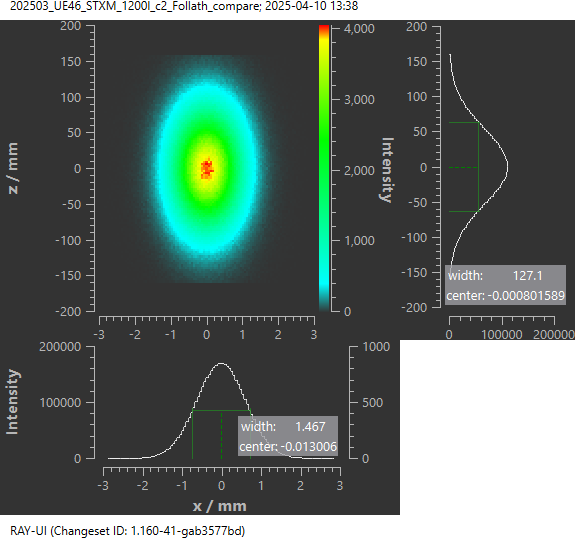 202503_UE46_STXM_1200l_c2_Follath_compare; 2025-04-10 13:38
z / mm
200
150
100
50
0
-50
-100
-150
-200
-3 -2 -1 0 1 2 3
4,000
3,000
2,000
1,000
0
Intensity
200
150
100
50
0
-50
-100
-150
-200
width: 127.1
center: -0.000801589
0 100000 200000
Intensity
200000
100000
0
1000
500
0
width: 1.467
center: -0.013006
-3 -2 -1 0 1 2 3
x / mm
RAY-UI (Changeset ID: 1.160-41-gab3577bd)